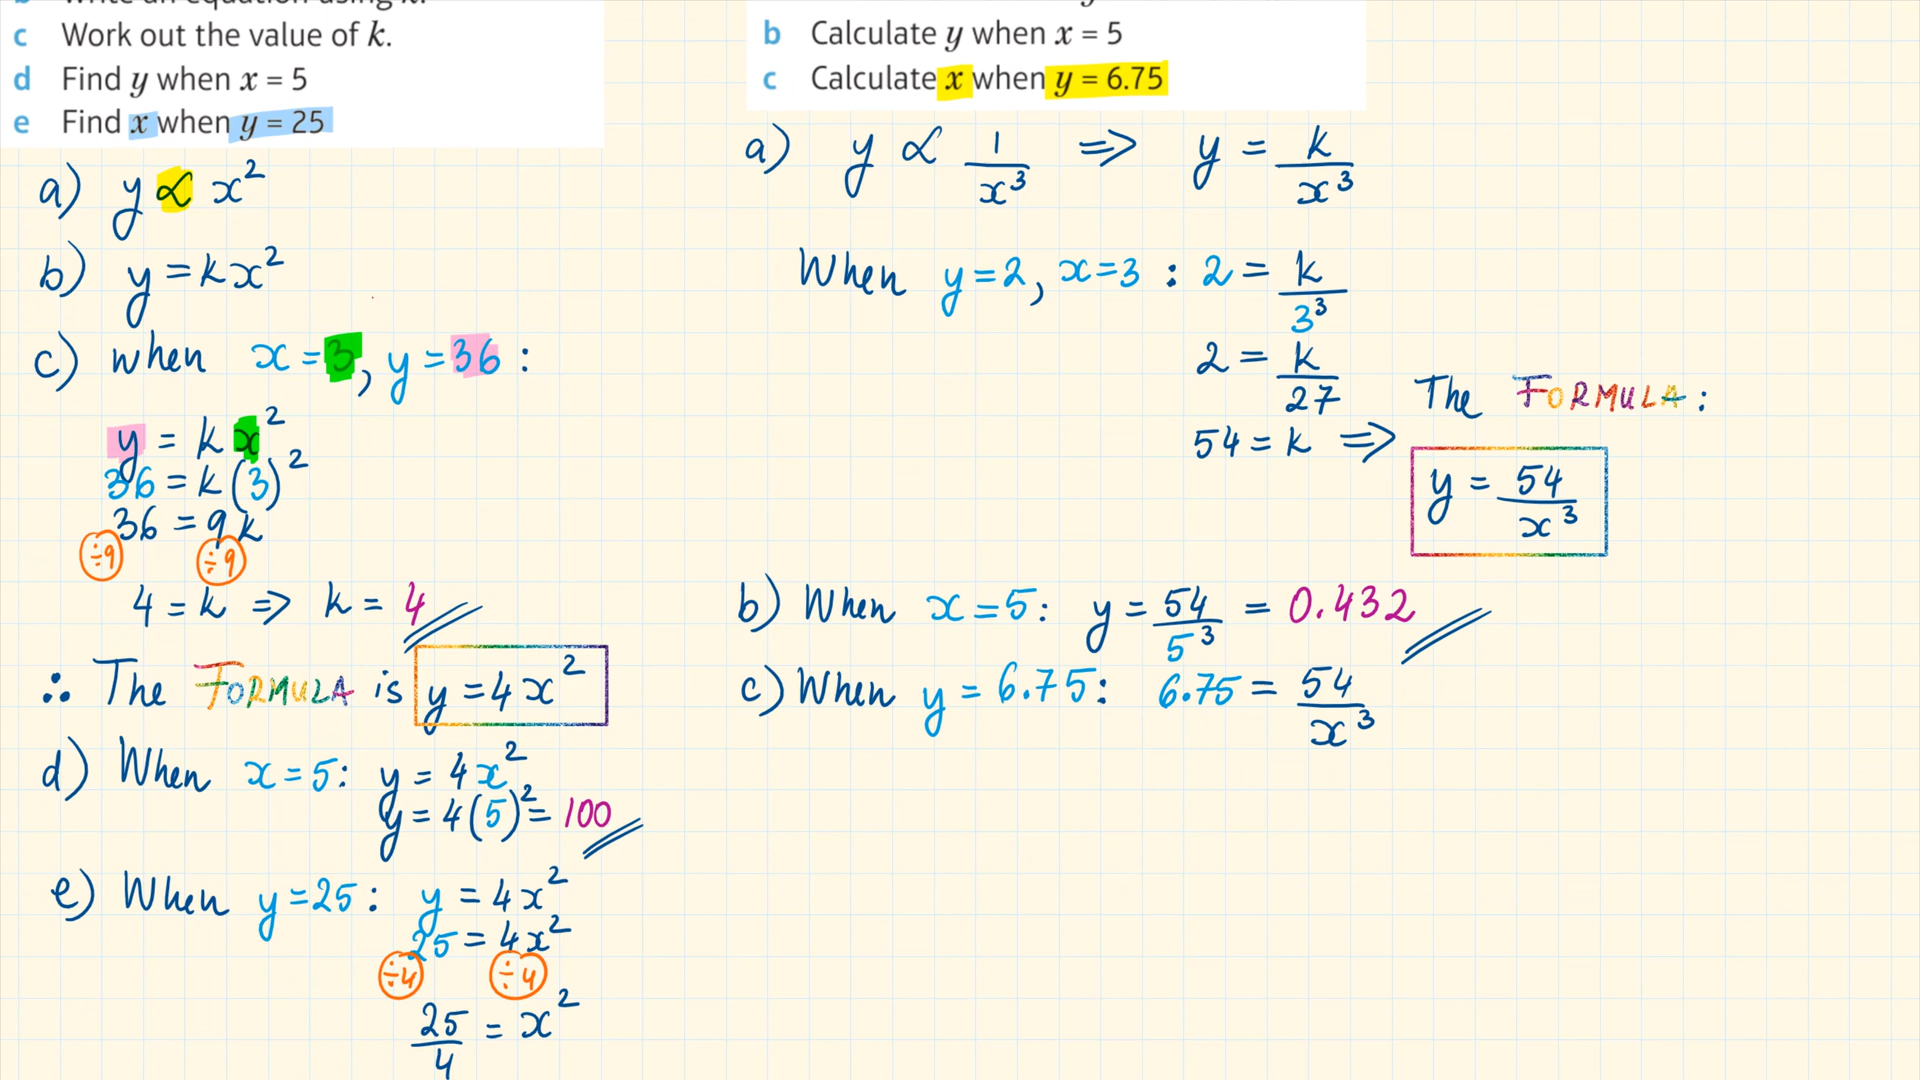 c Work out the value of k.
d Find y when x = 5
e Find x when y = 25
a) y ∝ x²
b) y = kx²
c) when x = 3, y = 36 :
y = kx²
36 = k(3)²
36 = 9k
÷9 ÷9
4 = k ⇒ k = 4
∴ The FORMULA is y = 4x²
d) When x = 5: y = 4x²
y = 4(5)² = 100
e) When y = 25 : y = 4x²
25 = 4x²
÷4 ÷4
25/4 = x²
b Calculate y when x = 5
c Calculate x when y = 6.75
a) y ∝ 1/x³ ⇒ y = k/x³
When y = 2, x = 3 : 2 = k/3³
2 = k/27
54 = k ⇒
The FORMULA :
y = 54/x³
b) When x = 5 : y = 54/5³ = 0.432
c) When y = 6.75 : 6.75 = 54/x³